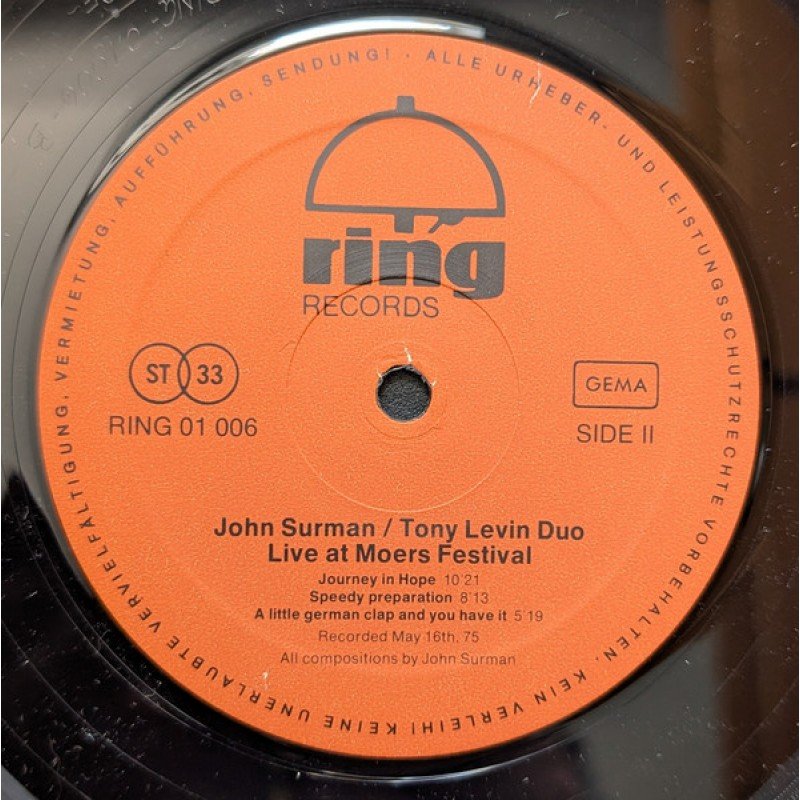 ring
RECORDS
ST 33
RING 01 006
GEMA
SIDE II
John Surman / Tony Levin Duo
Live at Moers Festival
Journey in Hope 10'21
Speedy preparation 8'13
A little german clap and you have it 5'19
Recorded May 16th, 75
All compositions by John Surman
ALLE URHEBER- UND LEISTUNGSSCHUTZRECHTE VORBEHALTEN. KEIN VERLEIH! KEINE UNERLAUBTE VERVIELFÄLTIGUNG, VERMIETUNG, AUFFÜHRUNG, SENDUNG! ·